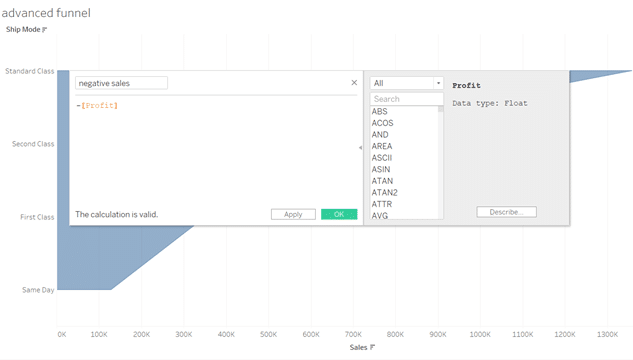 advanced funnel
Ship Mode
Standard Class
Second Class
First Class
Same Day
negative sales
-[Profit]
The calculation is valid.
Apply
OK
All
Search
ABS
ACOS
AND
AREA
ASCII
ASIN
ATAN
ATAN2
ATTR
AVG
Profit
Data type: Float
Describe...
0K 100K 200K 300K 400K 500K 600K 700K 800K 900K 1000K 1100K 1200K 1300K
Sales